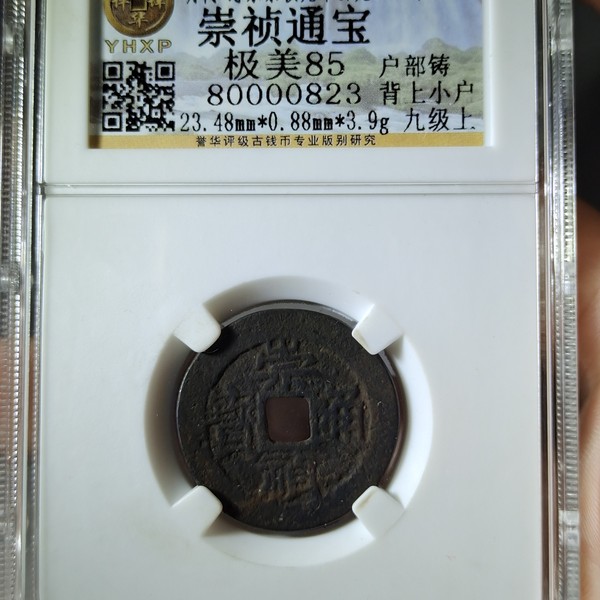 崇祯通宝
YHXP
极美85 户部铸
80000823 背上小户
23.48mm*0.88mm*3.9g 九级上
誉华评级古钱币专业版别研究
崇祯通寶